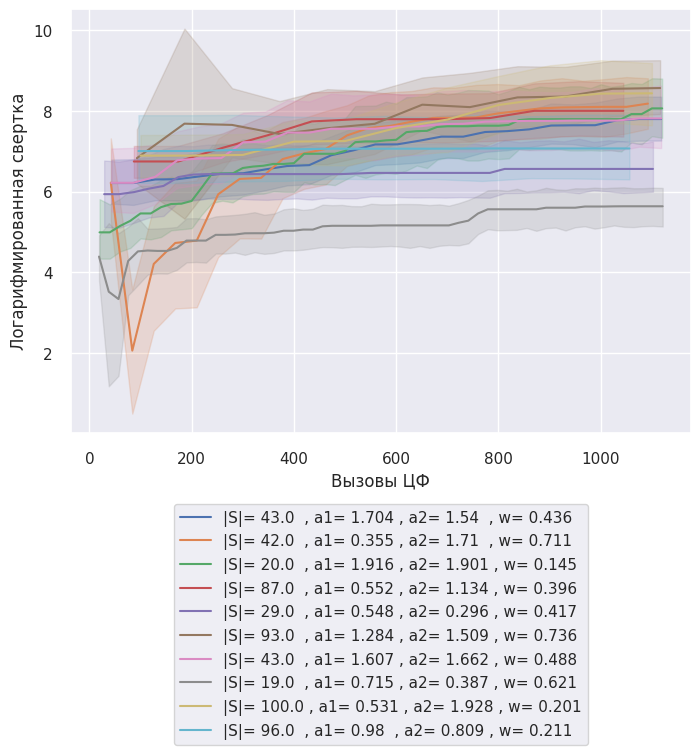 10
8
6
4
2
Логарифмированная свертка
0 200 400 600 800 1000
Вызовы ЦФ
|S|= 43.0 , a1= 1.704 , a2= 1.54 , w= 0.436
|S|= 42.0 , a1= 0.355 , a2= 1.71 , w= 0.711
|S|= 20.0 , a1= 1.916 , a2= 1.901 , w= 0.145
|S|= 87.0 , a1= 0.552 , a2= 1.134 , w= 0.396
|S|= 29.0 , a1= 0.548 , a2= 0.296 , w= 0.417
|S|= 93.0 , a1= 1.284 , a2= 1.509 , w= 0.736
|S|= 43.0 , a1= 1.607 , a2= 1.662 , w= 0.488
|S|= 19.0 , a1= 0.715 , a2= 0.387 , w= 0.621
|S|= 100.0 , a1= 0.531 , a2= 1.928 , w= 0.201
|S|= 96.0 , a1= 0.98 , a2= 0.809 , w= 0.211